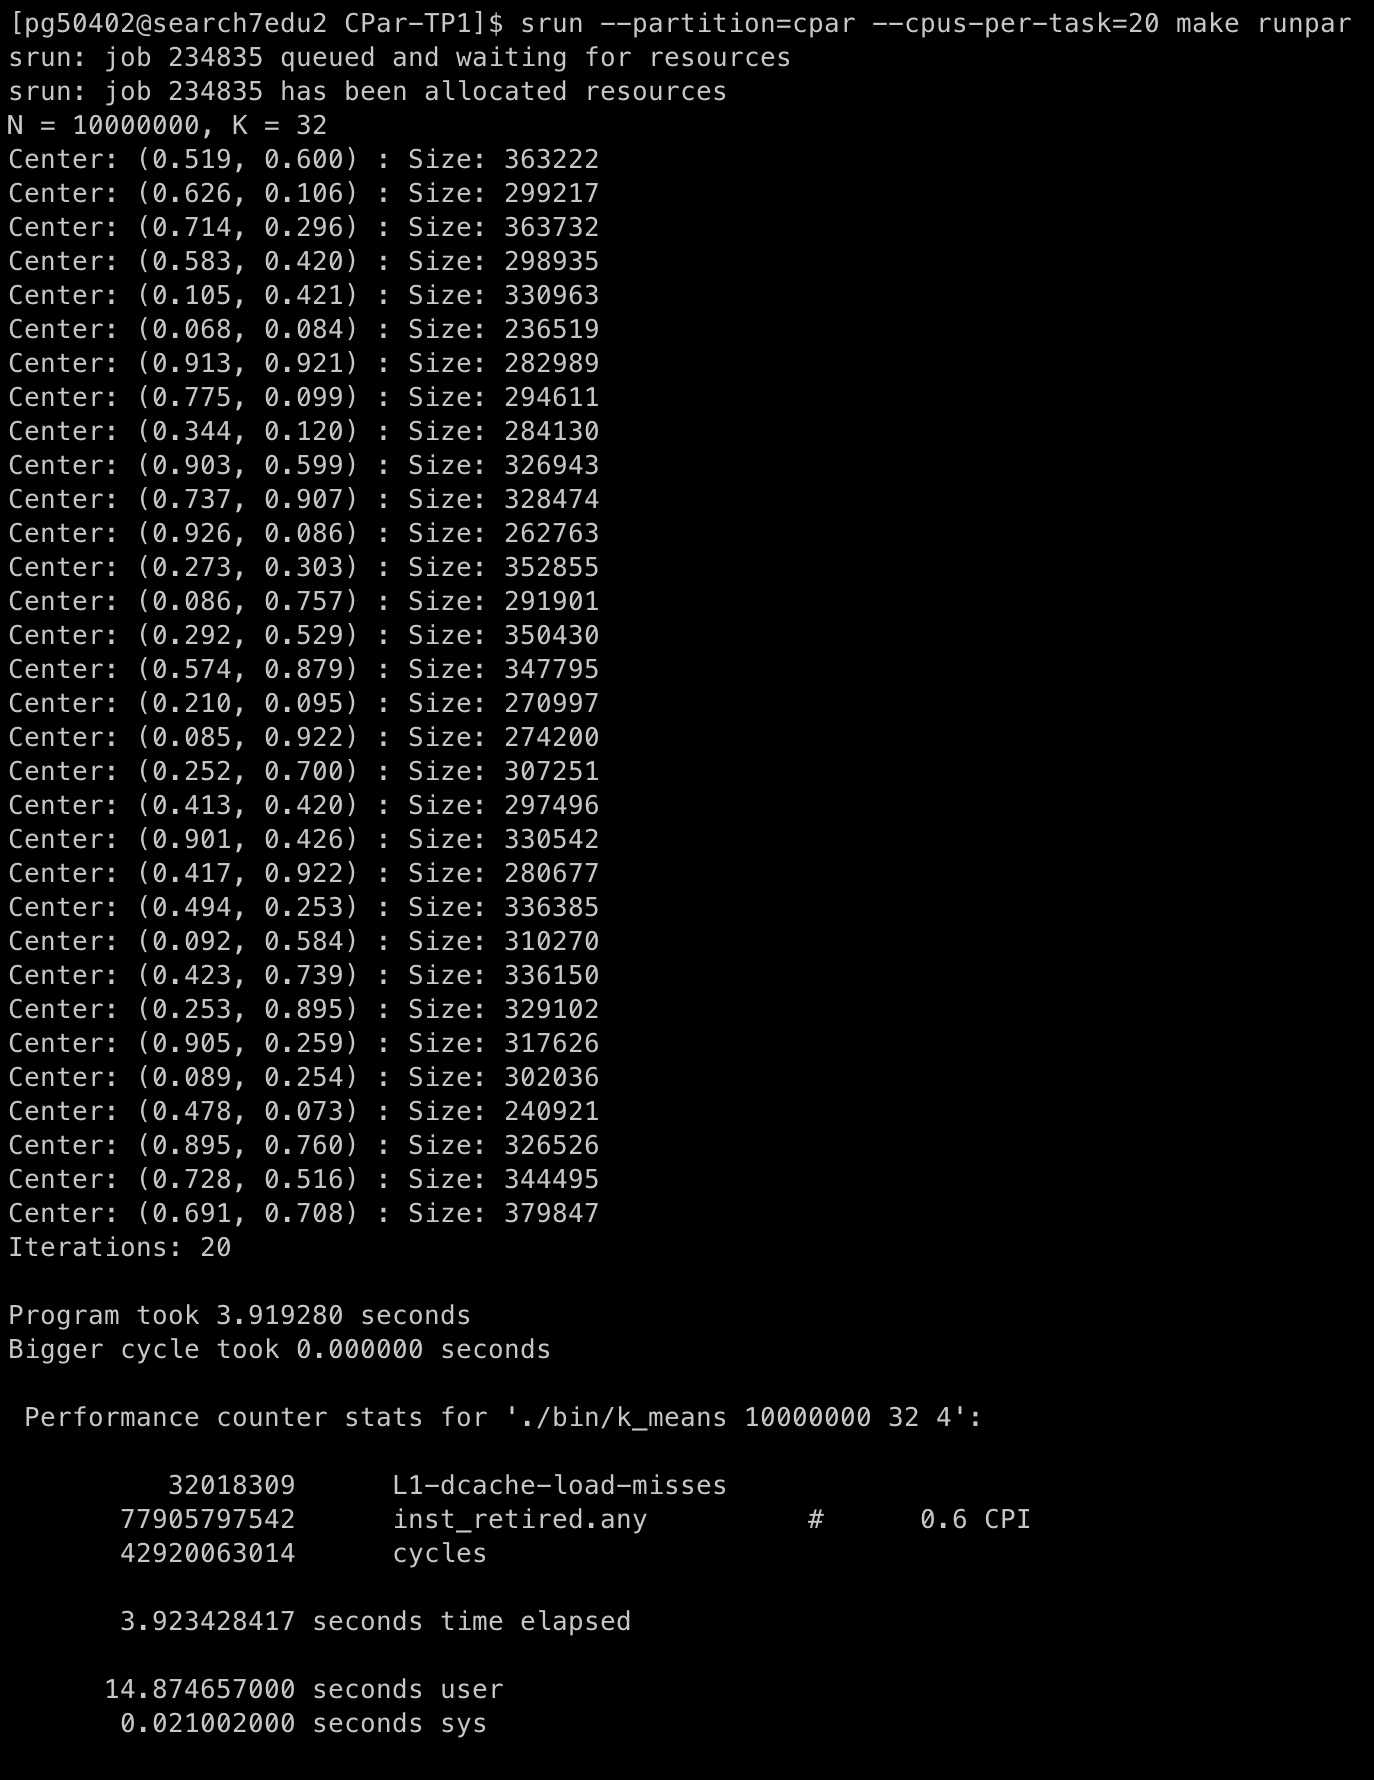 [pg50402@search7edu2 CPar-TP1]$ srun --partition=cpar --cpus-per-task=20 make runpar
srun: job 234835 queued and waiting for resources
srun: job 234835 has been allocated resources
N = 10000000, K = 32
Center: (0.519, 0.600) : Size: 363222
Center: (0.626, 0.106) : Size: 299217
Center: (0.714, 0.296) : Size: 363732
Center: (0.583, 0.420) : Size: 298935
Center: (0.105, 0.421) : Size: 330963
Center: (0.068, 0.084) : Size: 236519
Center: (0.913, 0.921) : Size: 282989
Center: (0.775, 0.099) : Size: 294611
Center: (0.344, 0.120) : Size: 284130
Center: (0.903, 0.599) : Size: 326943
Center: (0.737, 0.907) : Size: 328474
Center: (0.926, 0.086) : Size: 262763
Center: (0.273, 0.303) : Size: 352855
Center: (0.086, 0.757) : Size: 291901
Center: (0.292, 0.529) : Size: 350430
Center: (0.574, 0.879) : Size: 347795
Center: (0.210, 0.095) : Size: 270997
Center: (0.085, 0.922) : Size: 274200
Center: (0.252, 0.700) : Size: 307251
Center: (0.413, 0.420) : Size: 297496
Center: (0.901, 0.426) : Size: 330542
Center: (0.417, 0.922) : Size: 280677
Center: (0.494, 0.253) : Size: 336385
Center: (0.092, 0.584) : Size: 310270
Center: (0.423, 0.739) : Size: 336150
Center: (0.253, 0.895) : Size: 329102
Center: (0.905, 0.259) : Size: 317626
Center: (0.089, 0.254) : Size: 302036
Center: (0.478, 0.073) : Size: 240921
Center: (0.895, 0.760) : Size: 326526
Center: (0.728, 0.516) : Size: 344495
Center: (0.691, 0.708) : Size: 379847
Iterations: 20
Program took 3.919280 seconds
Bigger cycle took 0.000000 seconds
Performance counter stats for './bin/k_means 10000000 32 4':
32018309 L1-dcache-load-misses
77905797542 inst_retired.any # 0.6 CPI
42920063014 cycles
3.923428417 seconds time elapsed
14.874657000 seconds user
0.021002000 seconds sys